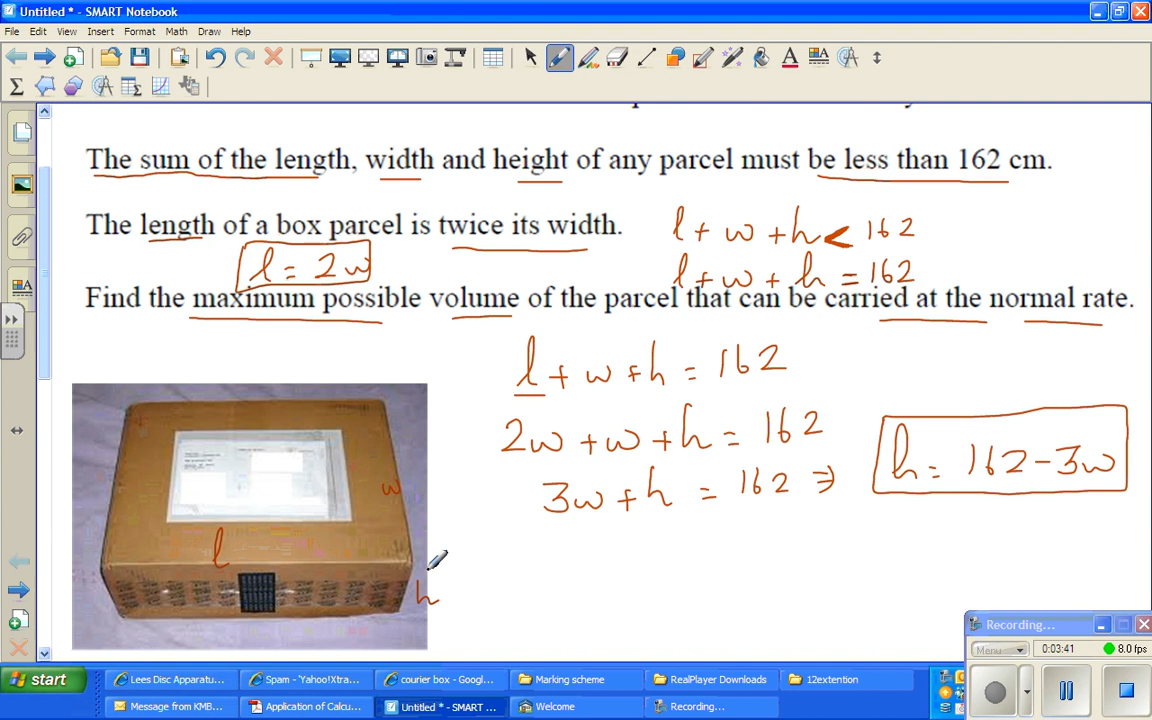 Untitled * - SMART Notebook
File Edit View Insert Format Math Draw Help
The sum of the length, width and height of any parcel must be less than 162 cm.
The length of a box parcel is twice its width.
l + w + h < 162
l = 2w
l + w + h = 162
Find the maximum possible volume of the parcel that can be carried at the normal rate.
l + w + h = 162
2w + w + h = 162
h = 162 - 3w
3w + h = 162 ⇒
w
l
h
Recording...
Menu 0:03:41 8.0 fps
start Lees Disc Apparatu... Spam - 'Yahoo!Xtra... courier box - Googl... Marking scheme RealPlayer Downloads 12extention
Message from KMB... Application of Calcu... Untitled * - SMART ... Welcome Recording...